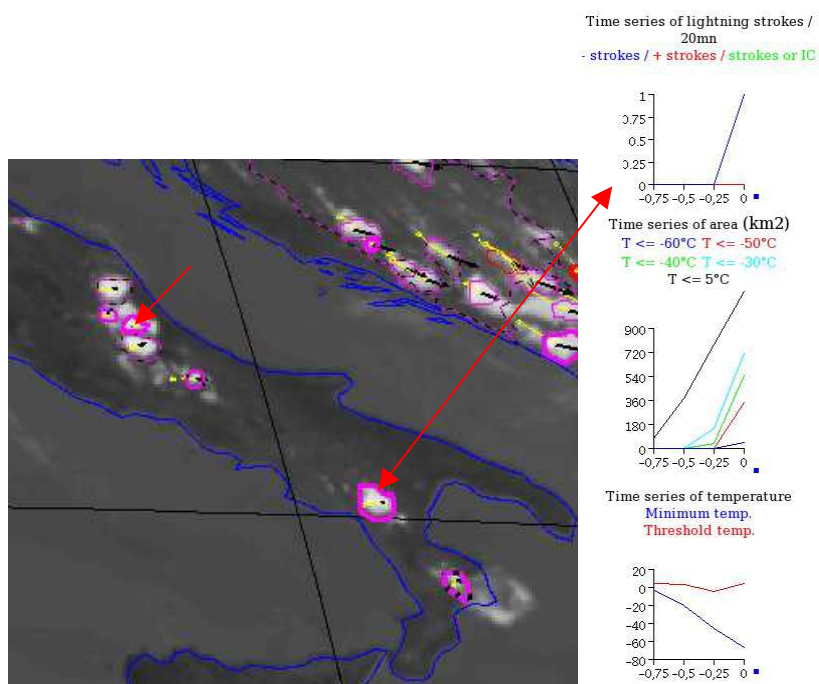 Time series of lightning strokes /
20mn
- strokes / + strokes / strokes or IC
1
0.75
0.5
0.25
0
-0,75 -0,5 -0,25 0
Time series of area (km2)
T <= -60°C T <= -50°C
T <= -40°C T <= -30°C
T <= 5°C
900
720
540
360
180
0
-0,75 -0,5 -0,25 0
Time series of temperature
Minimum temp.
Threshold temp.
20
0
-20
-40
-60
-80
-0,75 -0,5 -0,25 0